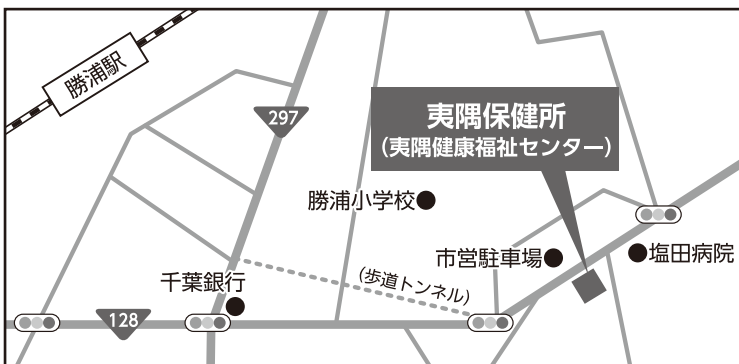 勝浦駅
297
夷隅保健所
(夷隅健康福祉センター)
勝浦小学校
市営駐車場
塩田病院
(歩道トンネル)
千葉銀行
128